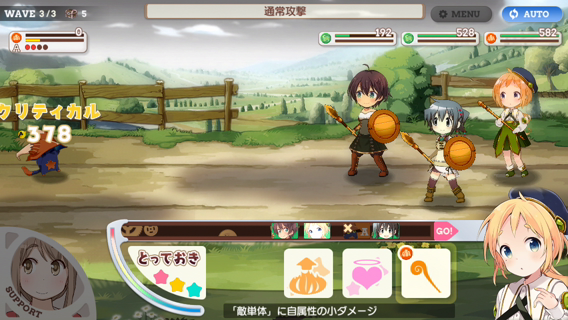 WAVE 3/3
5
通常攻撃
MENU
AUTO
0
A
192
528
582
クリティカル
378
GO!
とっておき
SUPPORT
「敵単体」に自属性の小ダメージ